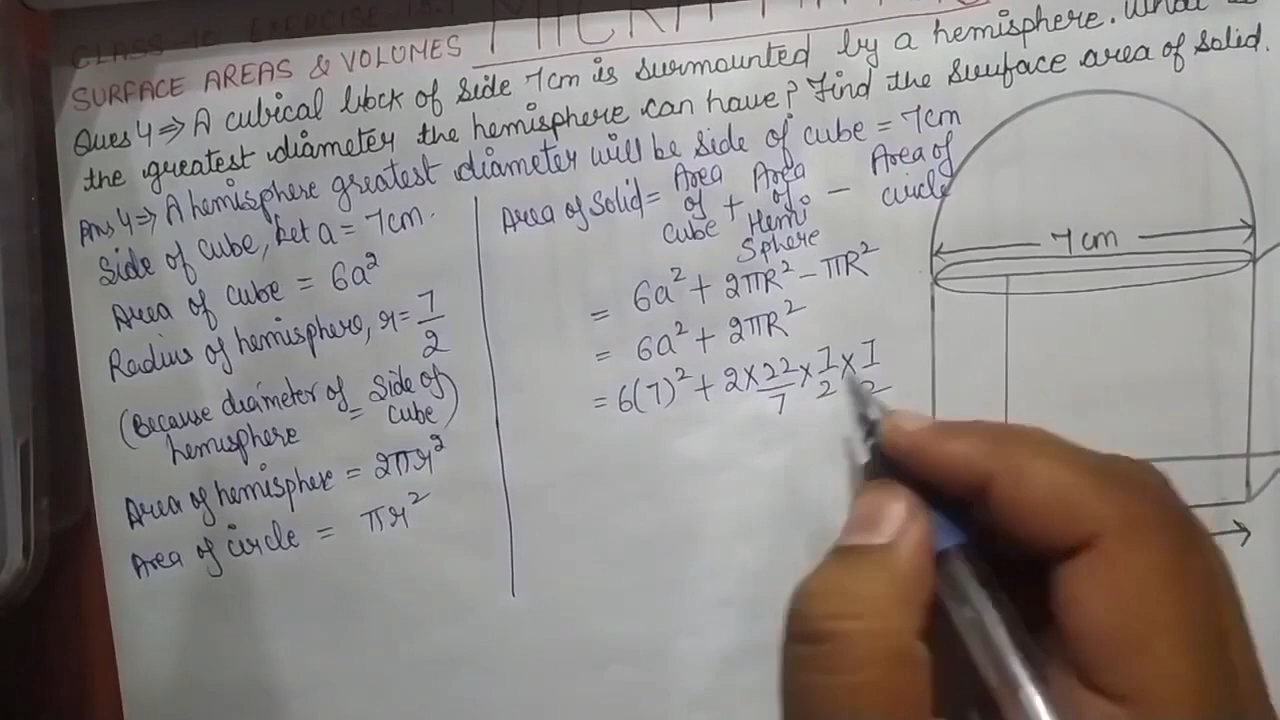 CLASS-10 EXERCISE-13.1
SURFACE AREAS & VOLUMES
Ques 4 ⇒ A cubical block of side 7cm is surmounted by a hemisphere. What
the greatest diameter the hemisphere can have? Find the surface area of solid.
Ans 4 ⇒ A hemisphere greatest diameter will be side of cube = 7cm
Side of cube, Let a = 7cm.
Area of cube = 6a²
Radius of hemisphere, r = 7/2
(Because diameter of hemisphere = Side of cube)
Area of hemisphere = 2πr²
Area of circle = πr²
Area of Solid = Area of cube + Area of Hemi Sphere − Area of circle
= 6a² + 2πR² − πR²
= 6a² + 2πR²
= 6(7)² + 2 × 22/7 × 7/2 × 7/2
7 cm